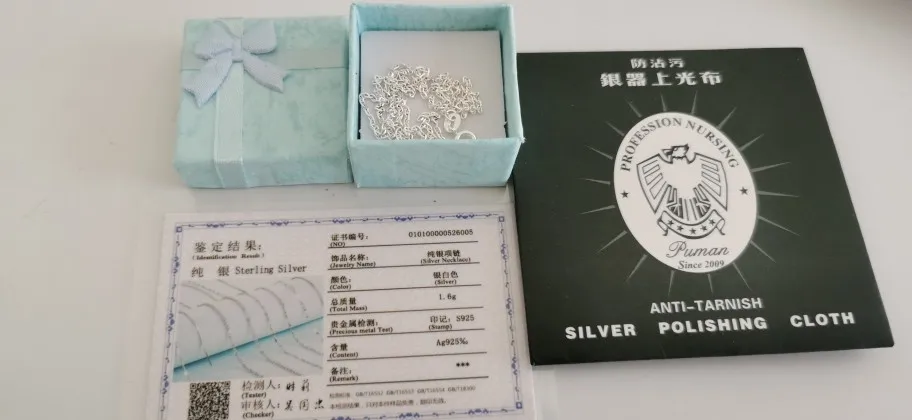 鉴定结果:
(Identification Result)
纯 银 Sterling Silver
检测人:
(Tester)
审核人:
(Checker)
证书编号: 010100000526005
(NO)
饰品名称: 纯银项链
(Jewelry Name) (Silver Necklace)
颜色: 银白色
(Color) (Silver)
总质量 1.6g
(Total Mass)
贵金属检测: 印记: S925
(Precious metal Test) (Stamp)
含量 Ag925‰
(Content)
备注: ***
(Remark)
防沾污
銀器上光布
PROFESSION NURSING
Puman
Since 2009
ANTI-TARNISH
SILVER POLISHING CLOTH